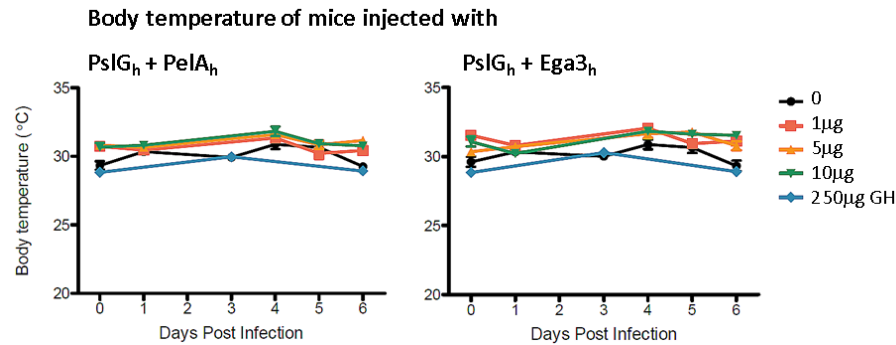 Body temperature of mice injected with
PslGh + PelAh
PslGh + Ega3h
Body temperature (°C)
35
30
25
20
0 1 2 3 4 5 6
Days Post Infection
35
30
25
20
0 1 2 3 4 5 6
Days Post Infection
0
1µg
5µg
10µg
250µg GH